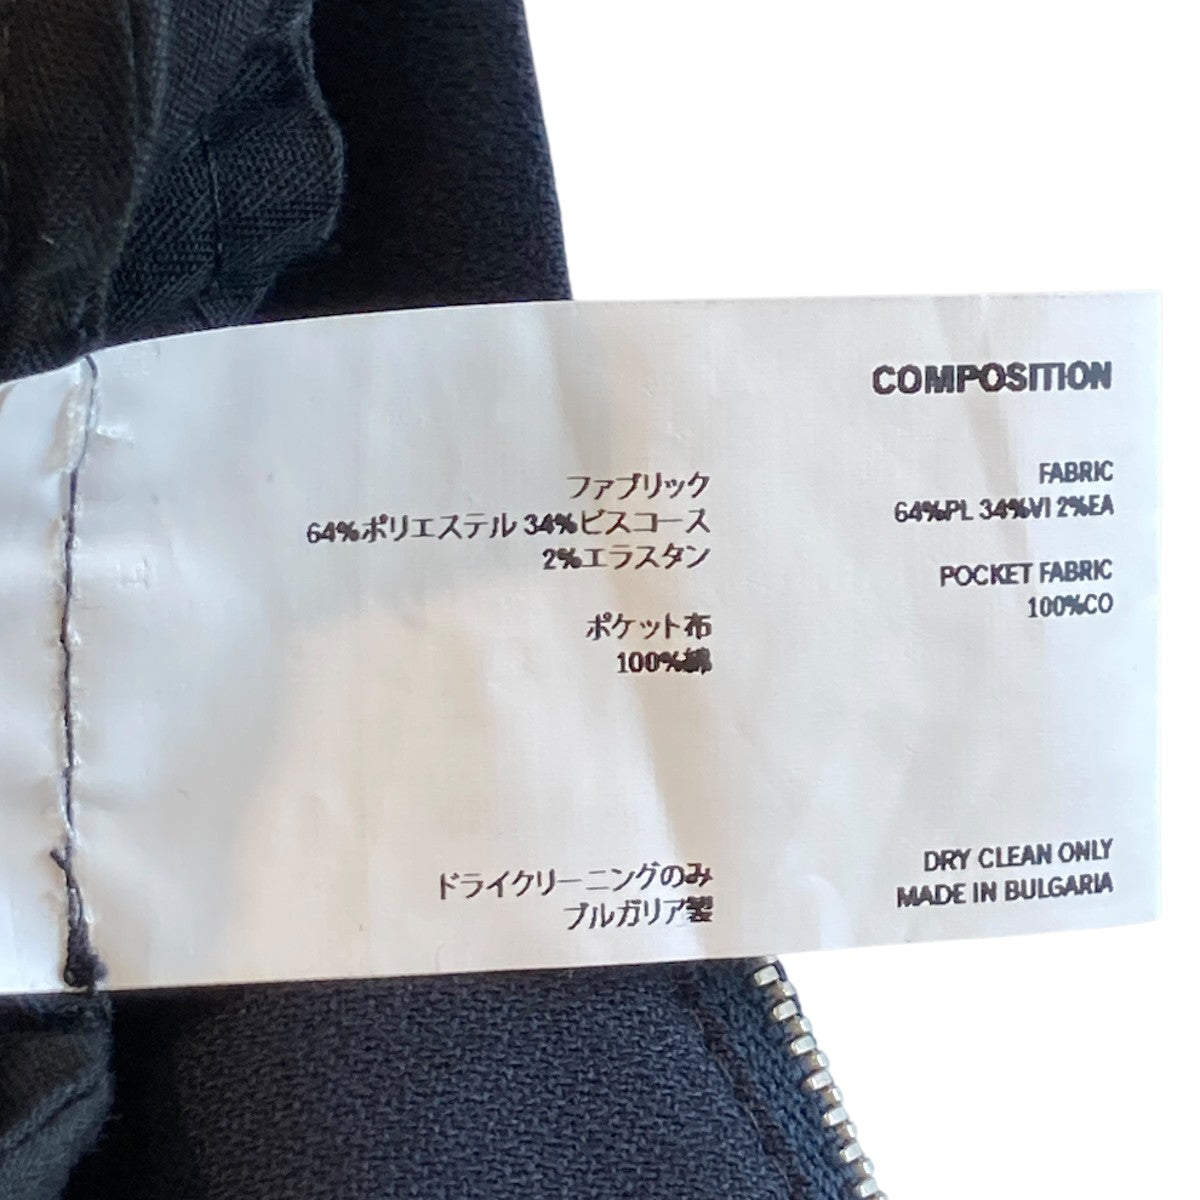 COMPOSITION
FABRIC
64%PL 34%VI 2%EA
POCKET FABRIC
100%CO
DRY CLEAN ONLY
MADE IN BULGARIA
ファブリック
64%ポリエステル 34%ビスコース
2%エラスタン
ポケット布
100%綿
ドライクリーニングのみ
ブルガリア製